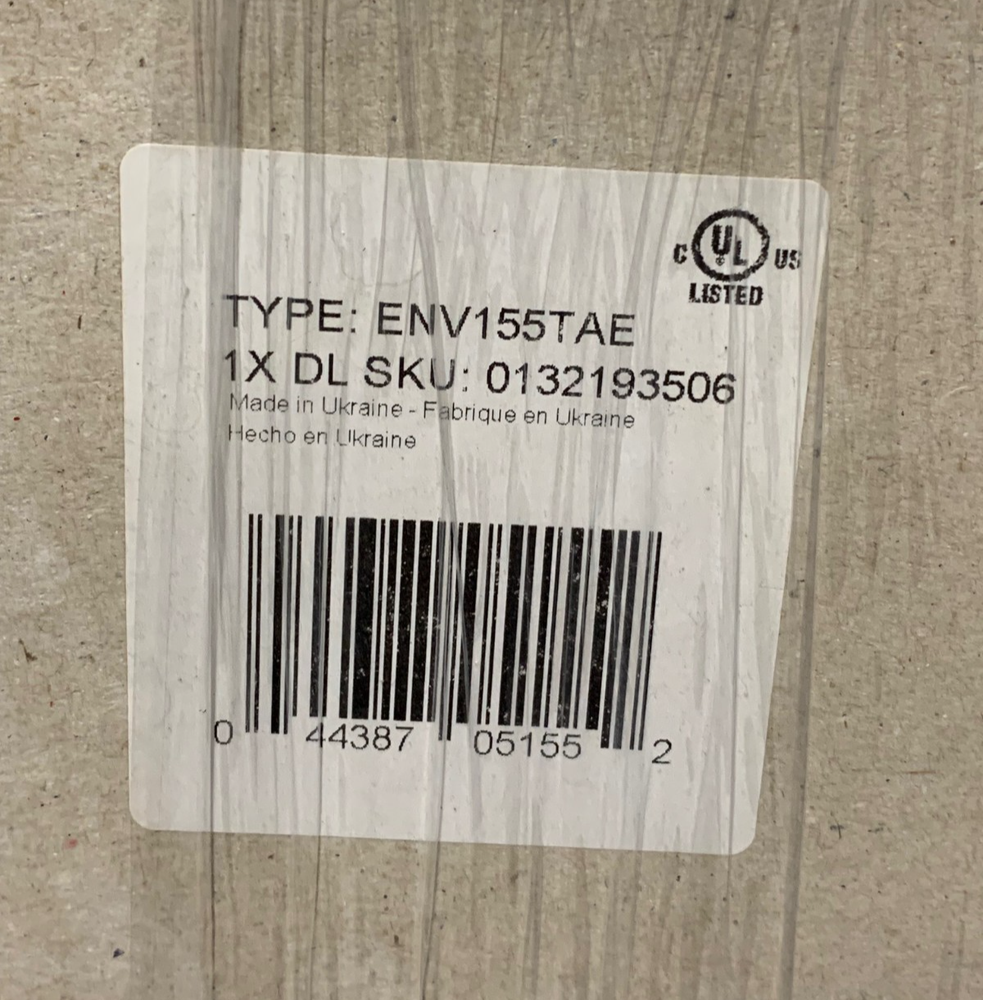 C UL US
LISTED
TYPE: ENV155TAE
1X DL SKU: 0132193506
Made in Ukraine - Fabrique en Ukraine
Hecho en Ukraine
0 44387 05155 2